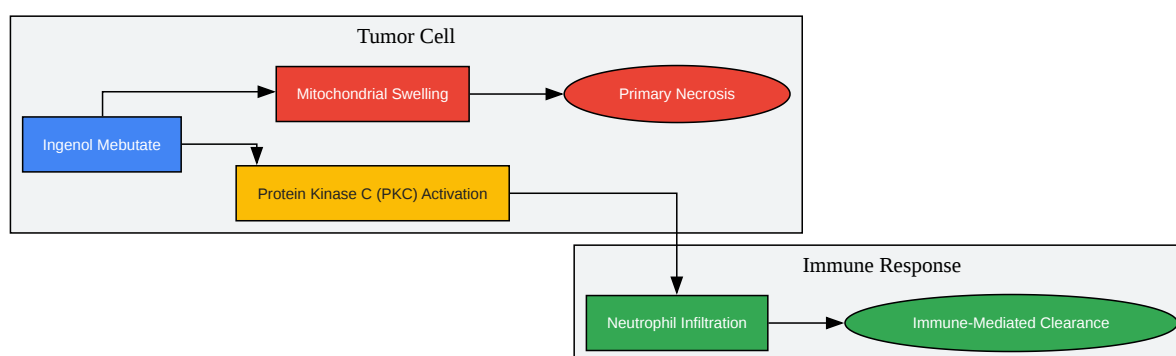 Tumor Cell
Mitochondrial Swelling
Primary Necrosis
Ingenol Mebutate
Protein Kinase C (PKC) Activation
Immune Response
Neutrophil Infiltration
Immune-Mediated Clearance